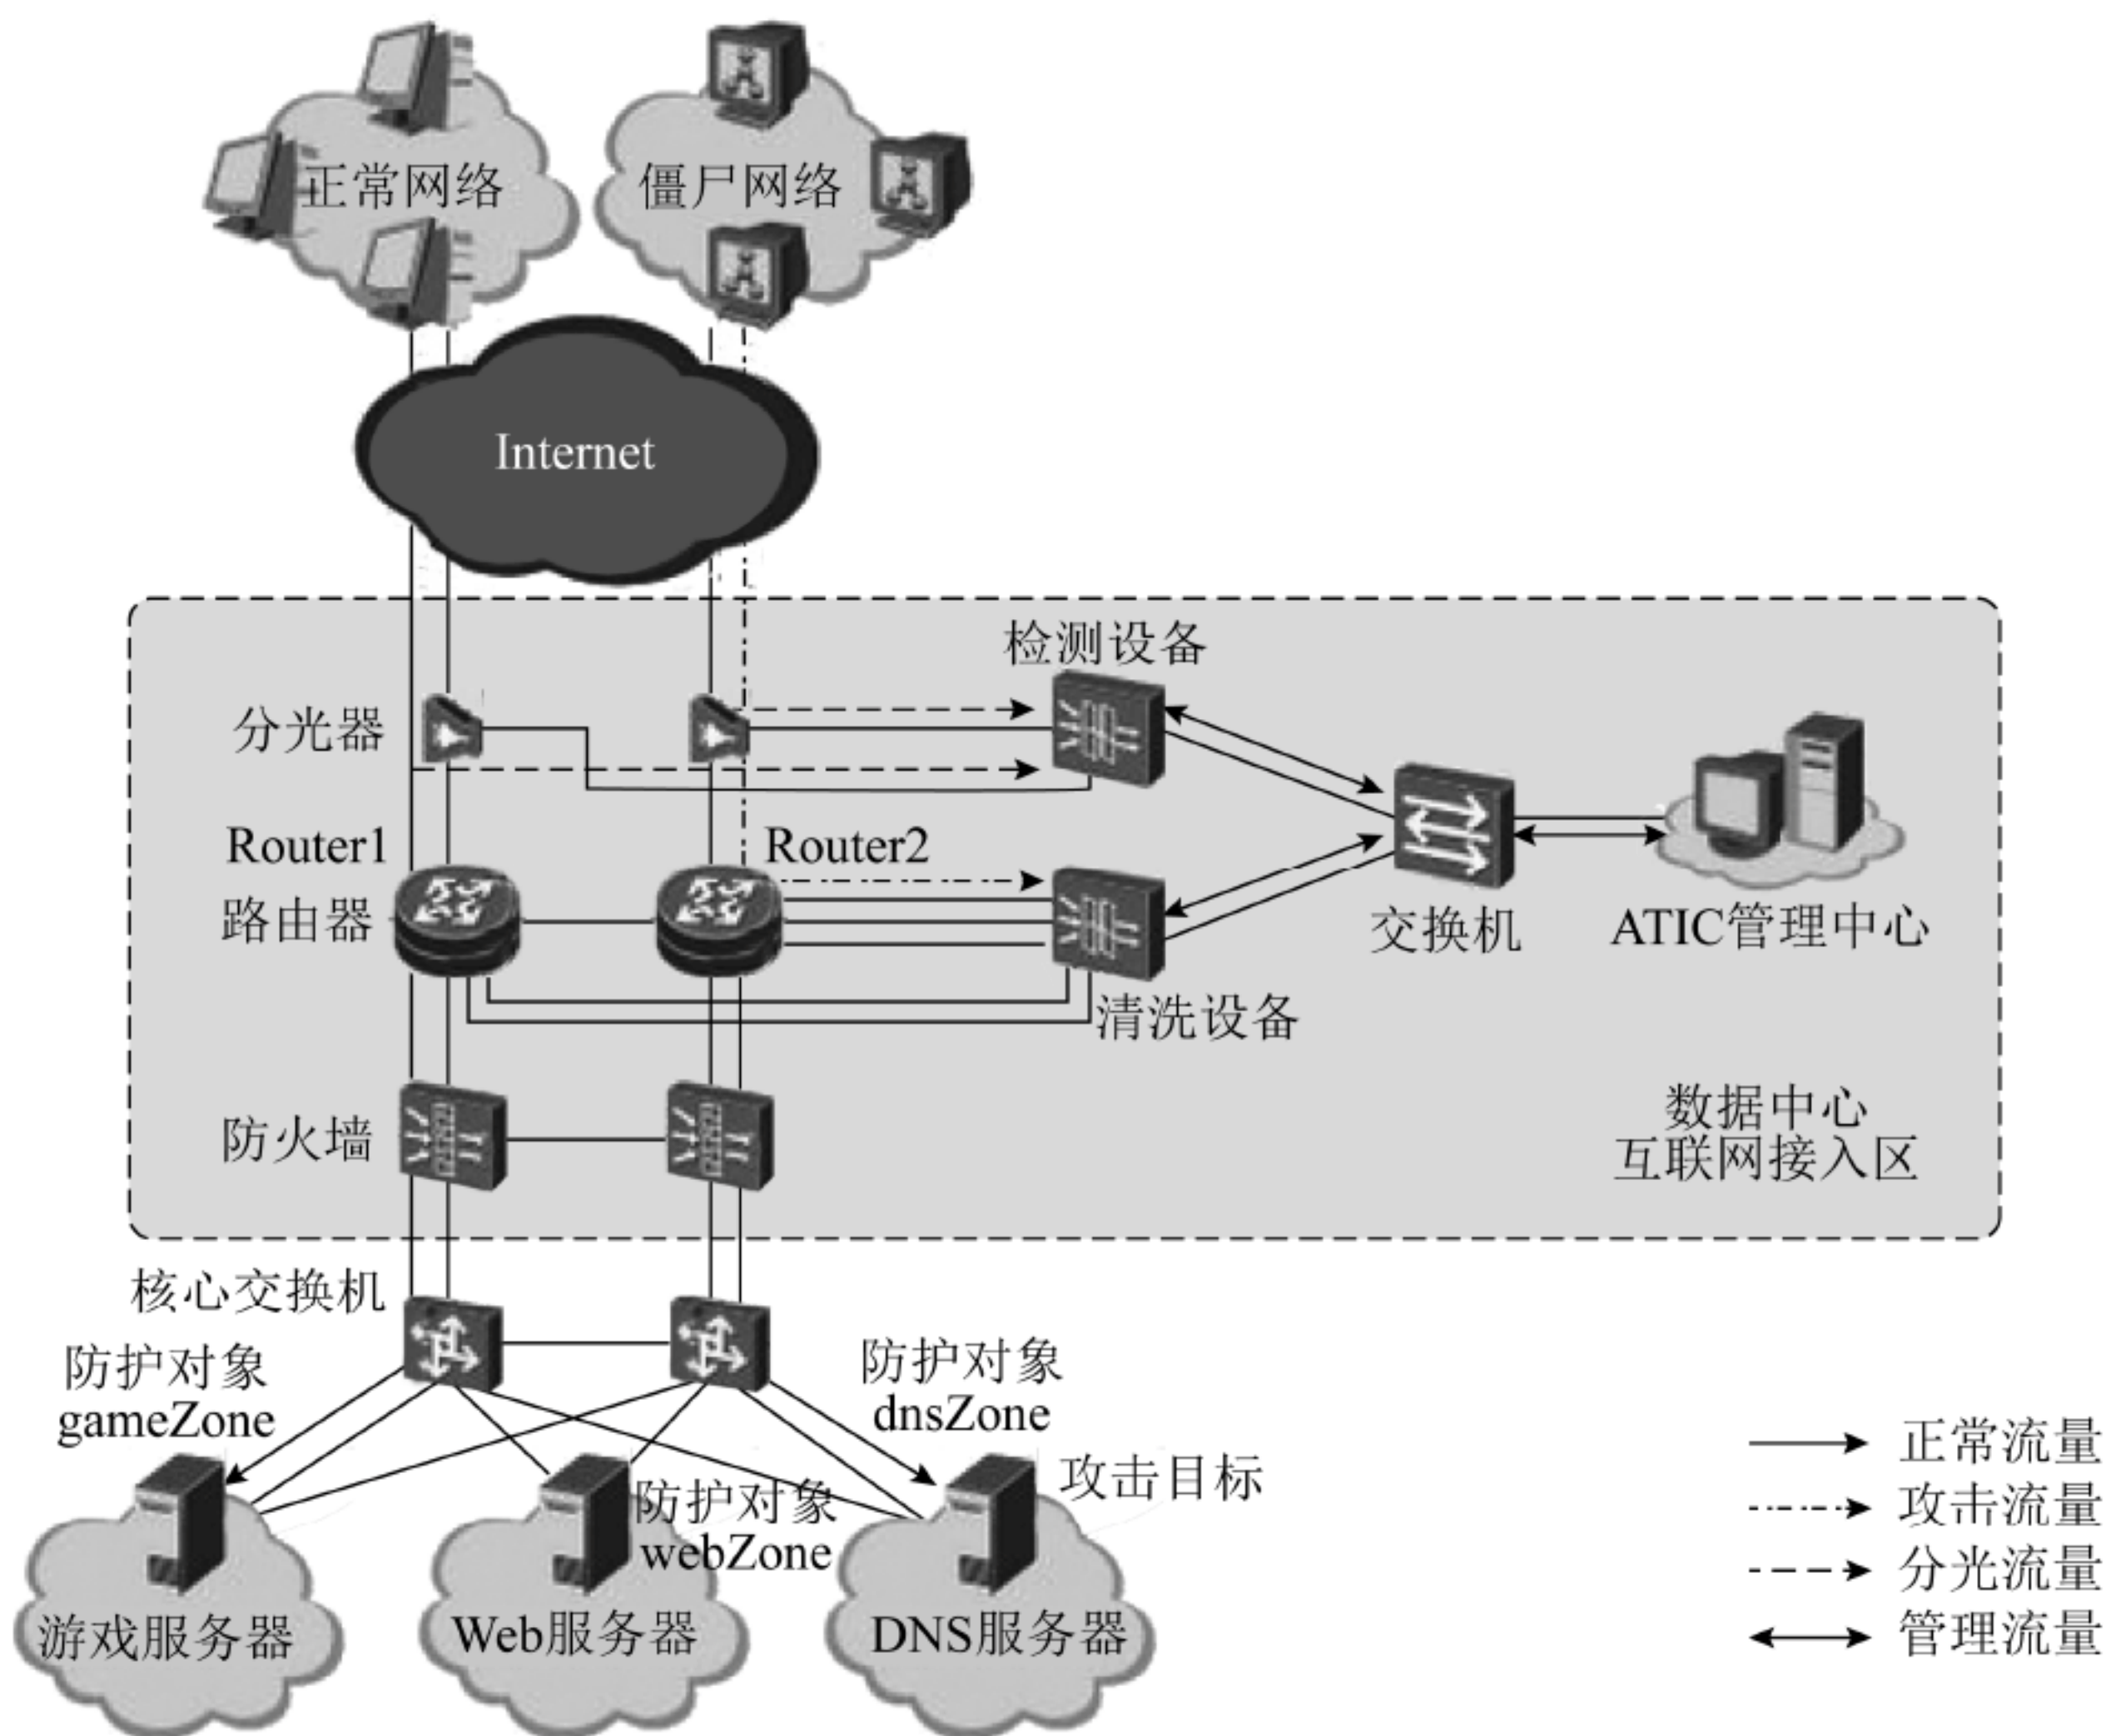 正常网络
僵尸网络
Internet
检测设备
分光器
Router1
Router2
路由器
交换机
ATIC管理中心
清洗设备
防火墙
数据中心
互联网接入区
核心交换机
防护对象
gameZone
防护对象
dnsZone
攻击目标
防护对象
webZone
游戏服务器
Web服务器
DNS服务器
正常流量
攻击流量
分光流量
管理流量